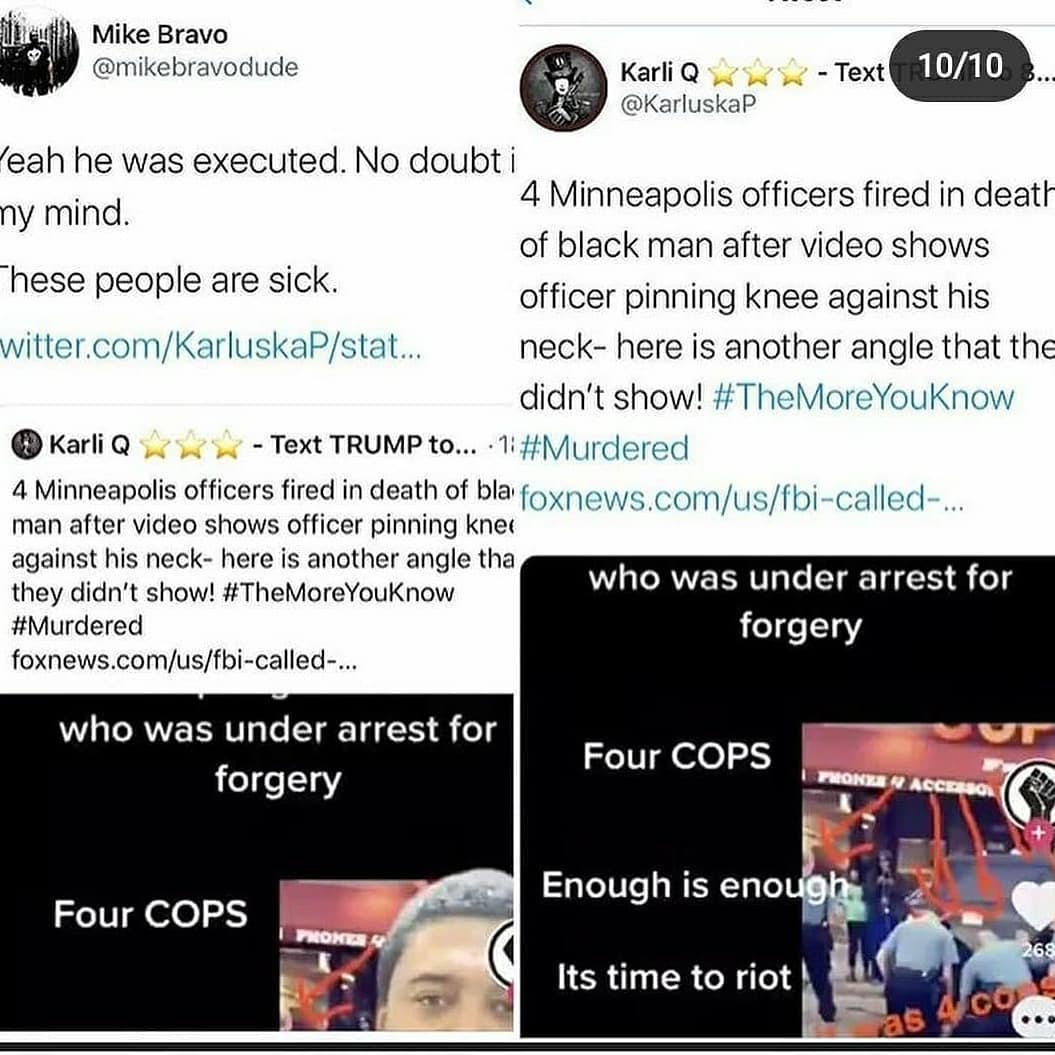 Mike Bravo
@mikebravodude
Yeah he was executed. No doubt i
my mind.
These people are sick.
witter.com/KarluskaP/stat...
Karli Q ⭐⭐⭐ - Text TRUMP to... · 1
4 Minneapolis officers fired in death of bla
man after video shows officer pinning knee
against his neck- here is another angle tha
they didn't show! #TheMoreYouKnow
#Murdered
foxnews.com/us/fbi-called-...
who was under arrest for
forgery
Four COPS
PHONES
10/10
Karli Q ⭐⭐⭐ - Text
@KarluskaP
4 Minneapolis officers fired in death
of black man after video shows
officer pinning knee against his
neck- here is another angle that the
didn't show! #TheMoreYouKnow
#Murdered
foxnews.com/us/fbi-called-...
who was under arrest for
forgery
Four COPS
PHONES // ACCESSO
Enough is enough
268
Its time to riot
as 4 cops